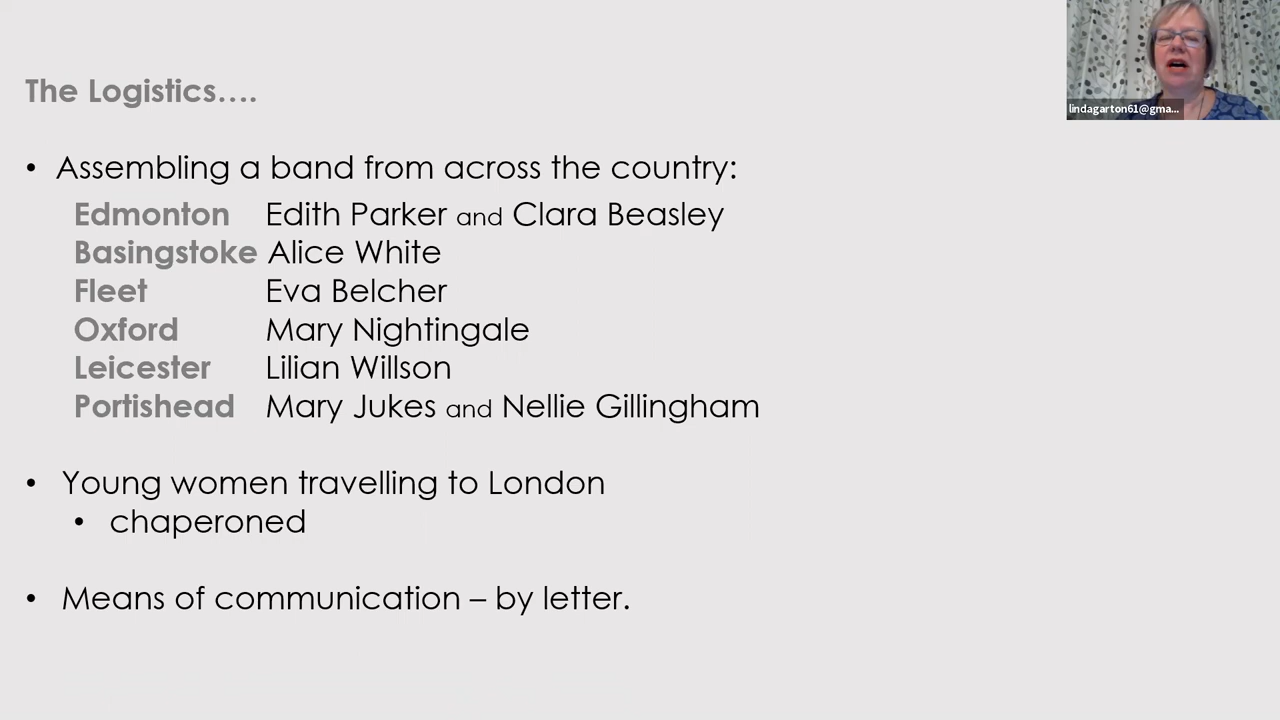 The Logistics....
lindagarton61@gma...
• Assembling a band from across the country:
Edmonton Edith Parker and Clara Beasley
Basingstoke Alice White
Fleet Eva Belcher
Oxford Mary Nightingale
Leicester Lilian Willson
Portishead Mary Jukes and Nellie Gillingham
• Young women travelling to London
• chaperoned
• Means of communication – by letter.